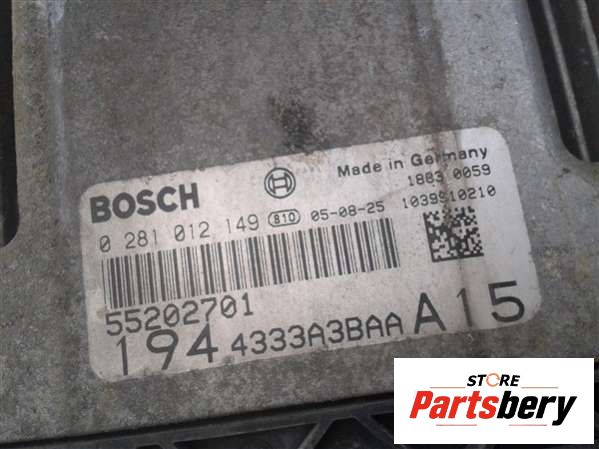 BOSCH
Made in Germany
1883 0059
0 281 012 149 810 05-08-25 1039S10210
55202701
194 4333A3BAA A15
STORE
Partsbery